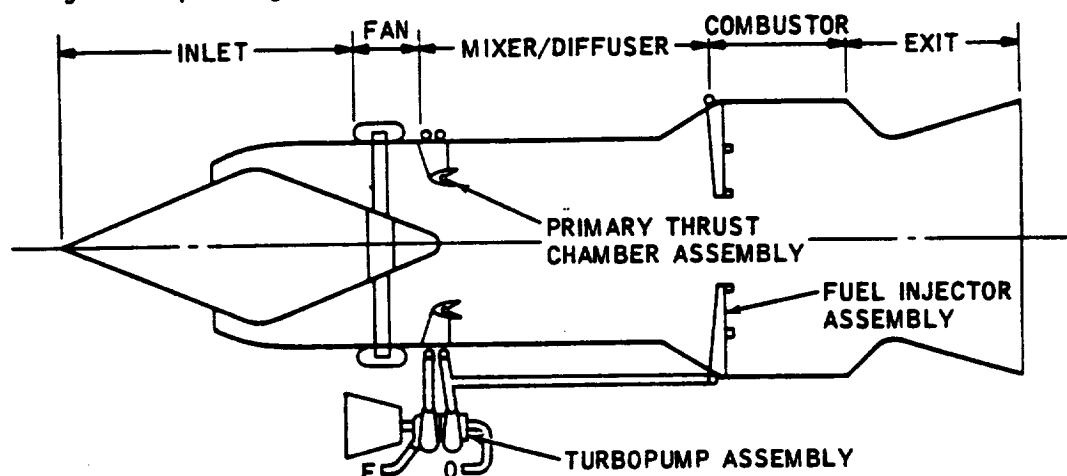 INLET
FAN
MIXER/DIFFUSER
COMBUSTOR
EXIT
PRIMARY THRUST
CHAMBER ASSEMBLY
FUEL INJECTOR
ASSEMBLY
F
O
TURBOPUMP ASSEMBLY